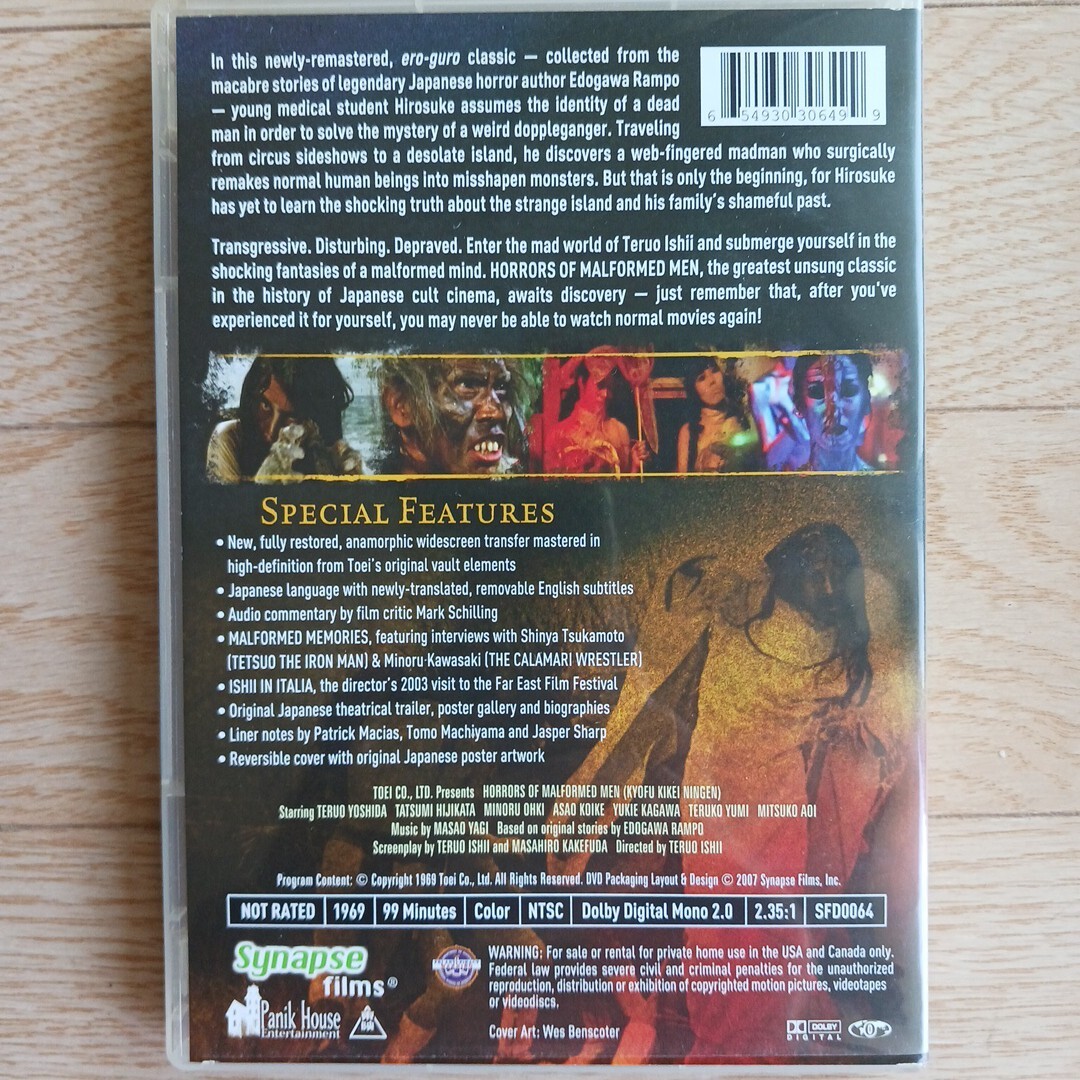 In this newly-remastered, ero-guro classic — collected from the
macabre stories of legendary Japanese horror author Edogawa Rampo
— young medical student Hirosuke assumes the identity of a dead
man in order to solve the mystery of a weird doppleganger. Traveling
from circus sideshows to a desolate island, he discovers a web-fingered madman who surgically
remakes normal human beings into misshapen monsters. But that is only the beginning, for Hirosuke
has yet to learn the shocking truth about the strange island and his family's shameful past.
6 54930 30649 9
Transgressive. Disturbing. Depraved. Enter the mad world of Teruo Ishii and submerge yourself in the
shocking fantasies of a malformed mind. HORRORS OF MALFORMED MEN, the greatest unsung classic
in the history of Japanese cult cinema, awaits discovery — just remember that, after you've
experienced it for yourself, you may never be able to watch normal movies again!
SPECIAL FEATURES
• New, fully restored, anamorphic widescreen transfer mastered in
high-definition from Toei's original vault elements
• Japanese language with newly-translated, removable English subtitles
• Audio commentary by film critic Mark Schilling
• MALFORMED MEMORIES, featuring interviews with Shinya Tsukamoto
(TETSUO THE IRON MAN) & Minoru Kawasaki (THE CALAMARI WRESTLER)
• ISHII IN ITALIA, the director's 2003 visit to the Far East Film Festival
• Original Japanese theatrical trailer, poster gallery and biographies
• Liner notes by Patrick Macias, Tomo Machiyama and Jasper Sharp
• Reversible cover with original Japanese poster artwork
TOEI CO., LTD. Presents HORRORS OF MALFORMED MEN (KYOFU KIKEI NINGEN)
Starring TERUO YOSHIDA TATSUMI HIJIKATA MINORU OHKI ASAO KOIKE YUKIE KAGAWA TERUKO YUMI MITSUKO AOI
Music by MASAO YAGI Based on original stories by EDOGAWA RAMPO
Screenplay by TERUO ISHII and MASAHIRO KAKEFUDA Directed by TERUO ISHII
Program Content: © Copyright 1969 Toei Co., Ltd. All Rights Reserved. DVD Packaging Layout & Design © 2007 Synapse Films, Inc.
NOT RATED 1969 99 Minutes Color NTSC Dolby Digital Mono 2.0 2.35:1 SFD0064
Synapse
films®
Panik House
Entertainment
WARNING: For sale or rental for private home use in the USA and Canada only.
Federal law provides severe civil and criminal penalties for the unauthorized
reproduction, distribution or exhibition of copyrighted motion pictures, videotapes
or videodiscs.
Cover Art: Wes Benscoter
DOLBY
DIGITAL